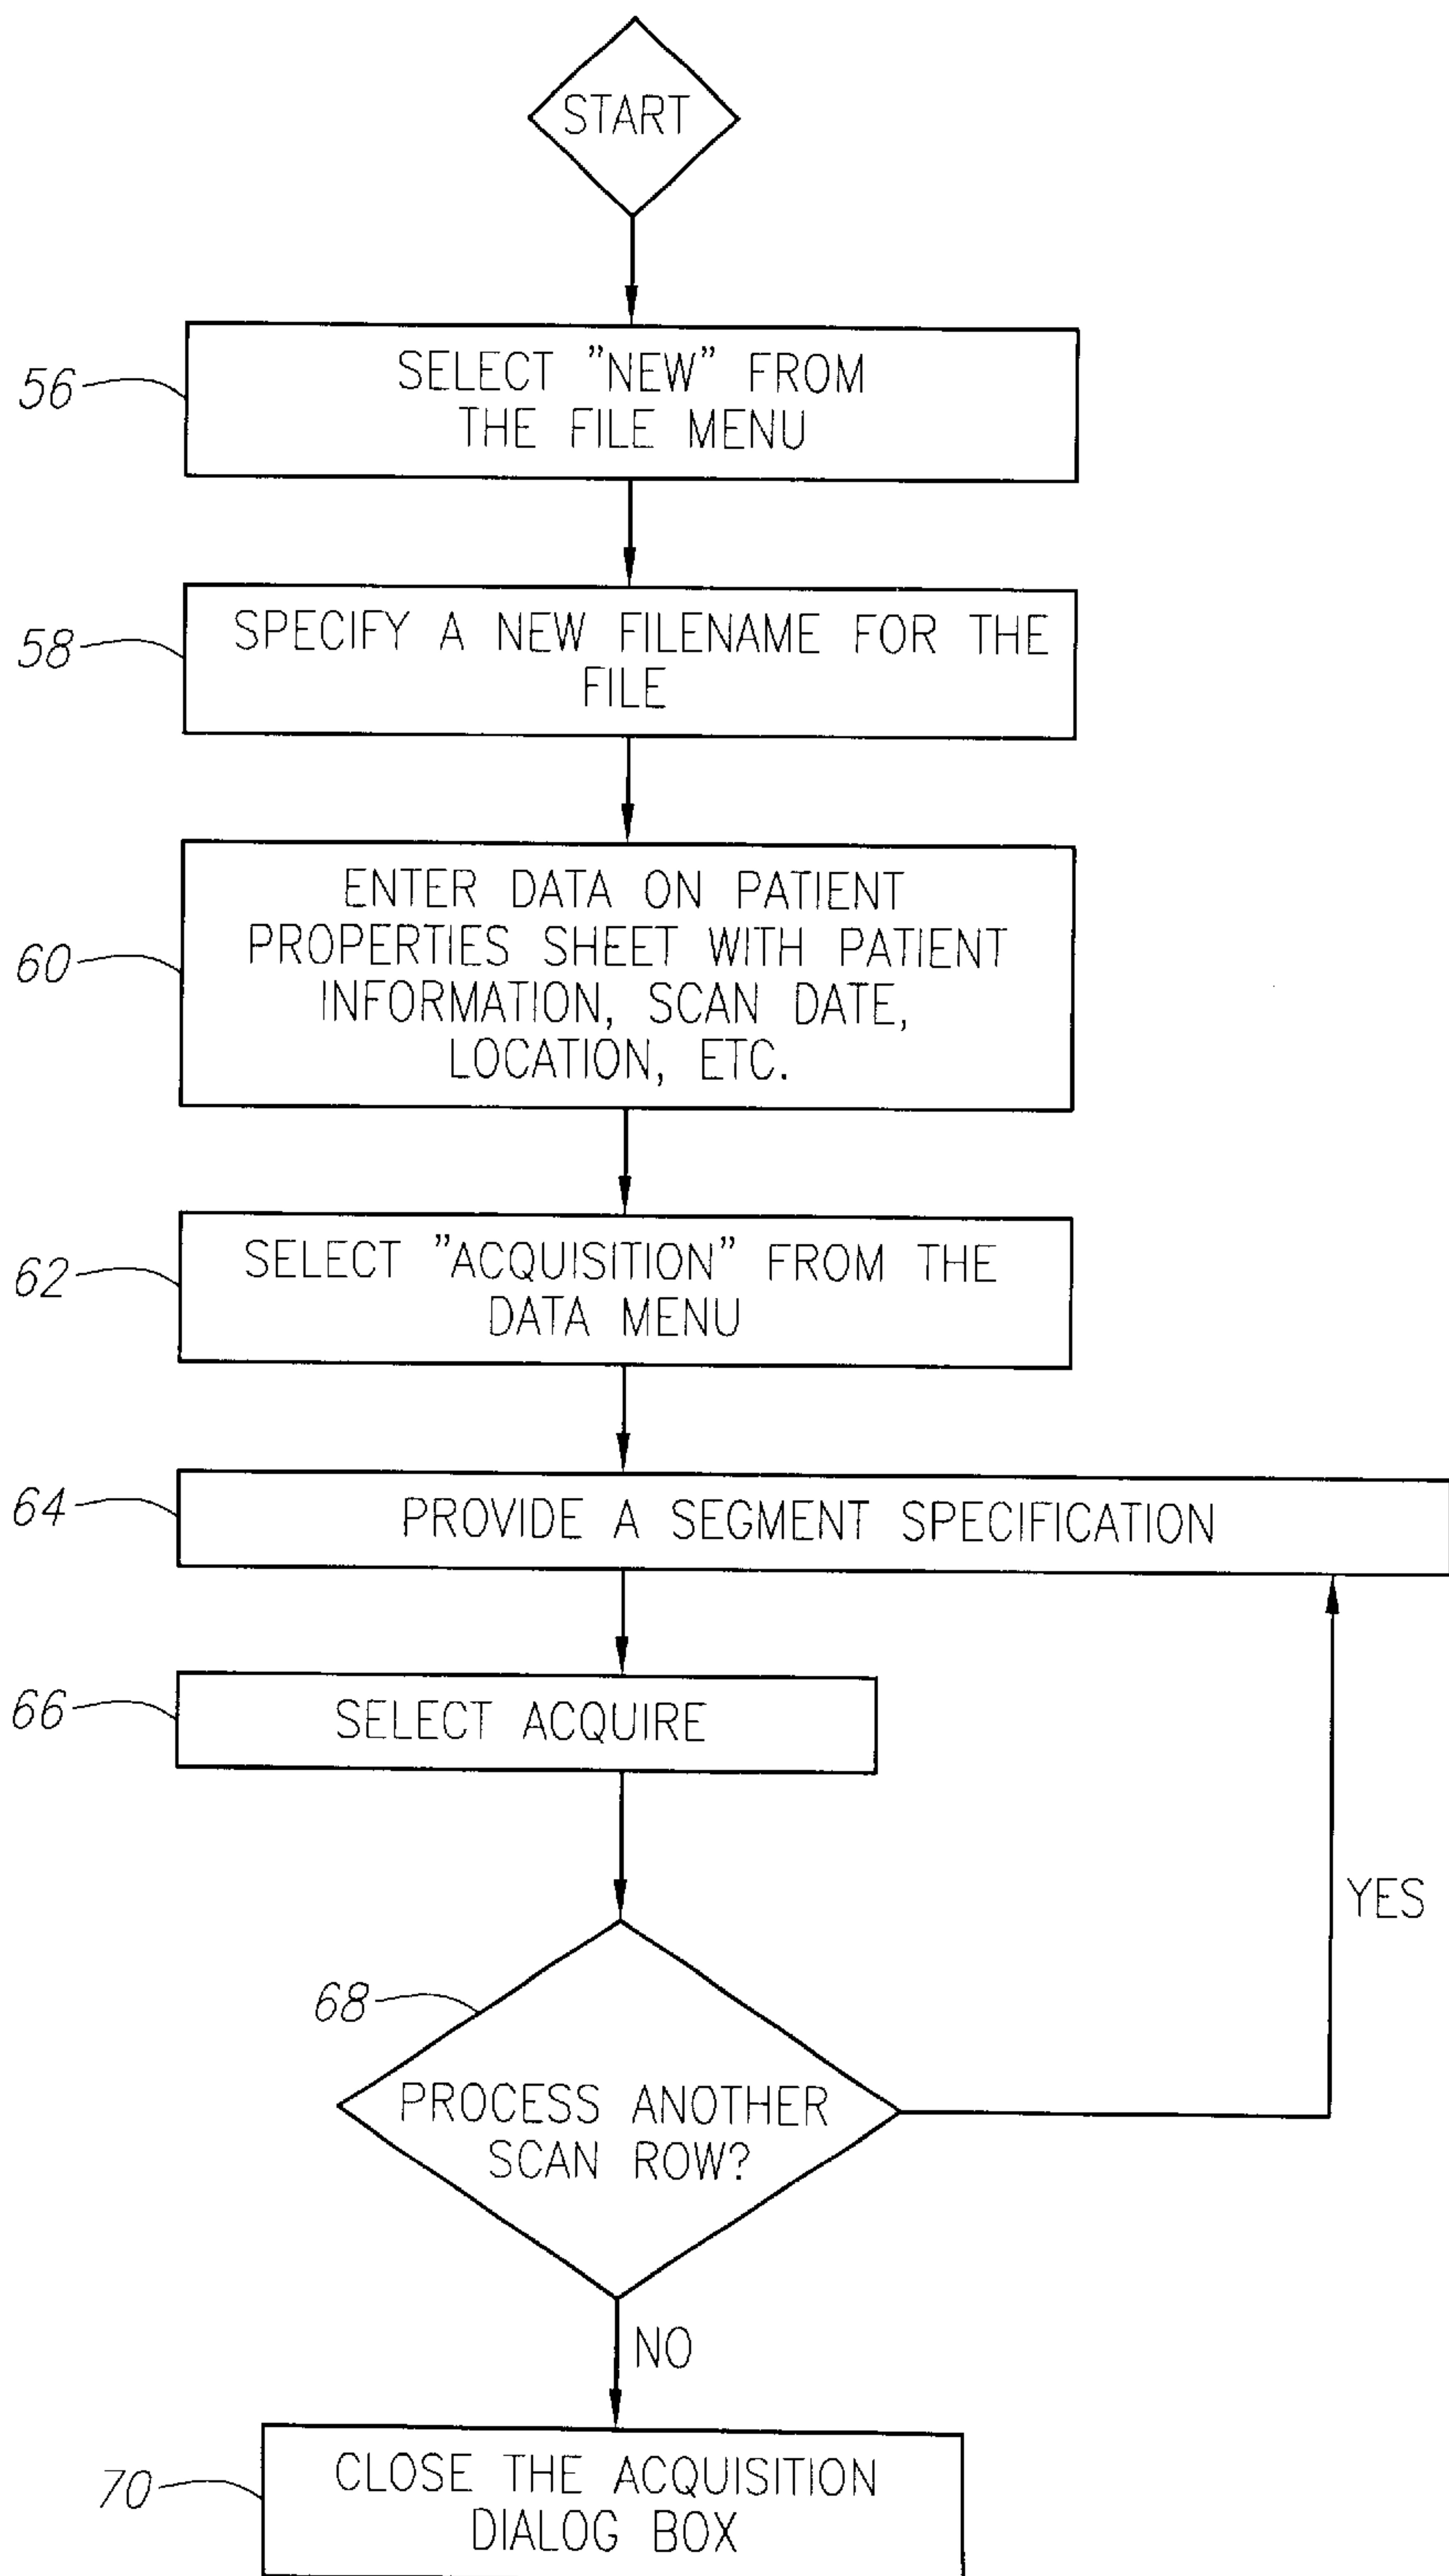 START
56
SELECT "NEW" FROM
THE FILE MENU
58
SPECIFY A NEW FILENAME FOR THE
FILE
60
ENTER DATA ON PATIENT
PROPERTIES SHEET WITH PATIENT
INFORMATION, SCAN DATE,
LOCATION, ETC.
62
SELECT "ACQUISITION" FROM THE
DATA MENU
64
PROVIDE A SEGMENT SPECIFICATION
66
SELECT ACQUIRE
YES
68
PROCESS ANOTHER
SCAN ROW?
NO
70
CLOSE THE ACQUISITION
DIALOG BOX